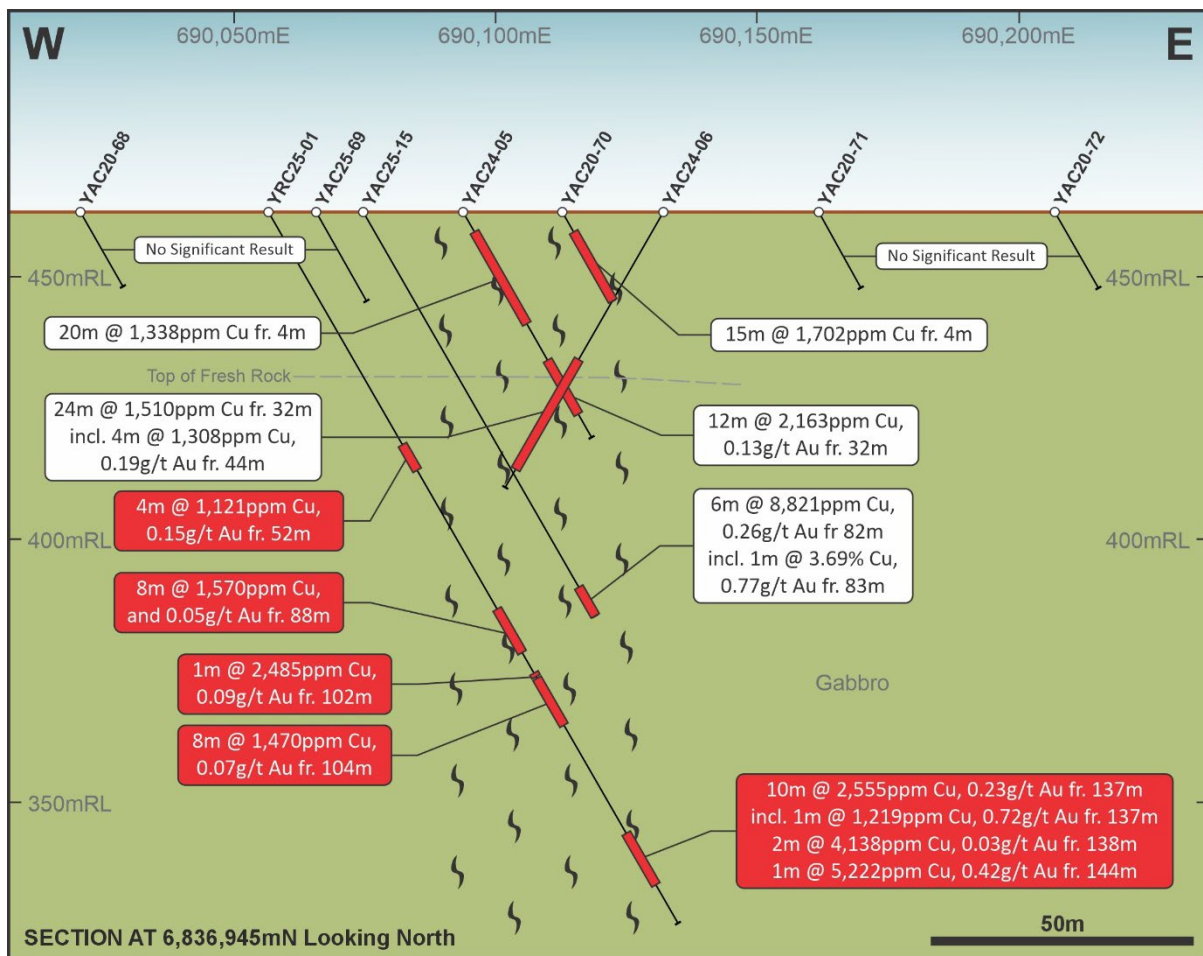 W
690,050mE
690,100mE
690,150mE
690,200mE
E
YAC20-68
YRC25-01
YAC25-69
YAC25-15
YAC24-05
YAC20-70
YAC24-06
YAC20-71
YAC20-72
No Significant Result
No Significant Result
450mRL
450mRL
20m @ 1,338ppm Cu fr. 4m
15m @ 1,702ppm Cu fr. 4m
Top of Fresh Rock
24m @ 1,510ppm Cu fr. 32m
incl. 4m @ 1,308ppm Cu,
0.19g/t Au fr. 44m
12m @ 2,163ppm Cu,
0.13g/t Au fr. 32m
4m @ 1,121ppm Cu,
0.15g/t Au fr. 52m
6m @ 8,821ppm Cu,
0.26g/t Au fr 82m
incl. 1m @ 3.69% Cu,
0.77g/t Au fr. 83m
400mRL
400mRL
8m @ 1,570ppm Cu,
and 0.05g/t Au fr. 88m
1m @ 2,485ppm Cu,
0.09g/t Au fr. 102m
Gabbro
8m @ 1,470ppm Cu,
0.07g/t Au fr. 104m
350mRL
350mRL
10m @ 2,555ppm Cu, 0.23g/t Au fr. 137m
incl. 1m @ 1,219ppm Cu, 0.72g/t Au fr. 137m
2m @ 4,138ppm Cu, 0.03g/t Au fr. 138m
1m @ 5,222ppm Cu, 0.42g/t Au fr. 144m
SECTION AT 6,836,945mN Looking North
50m